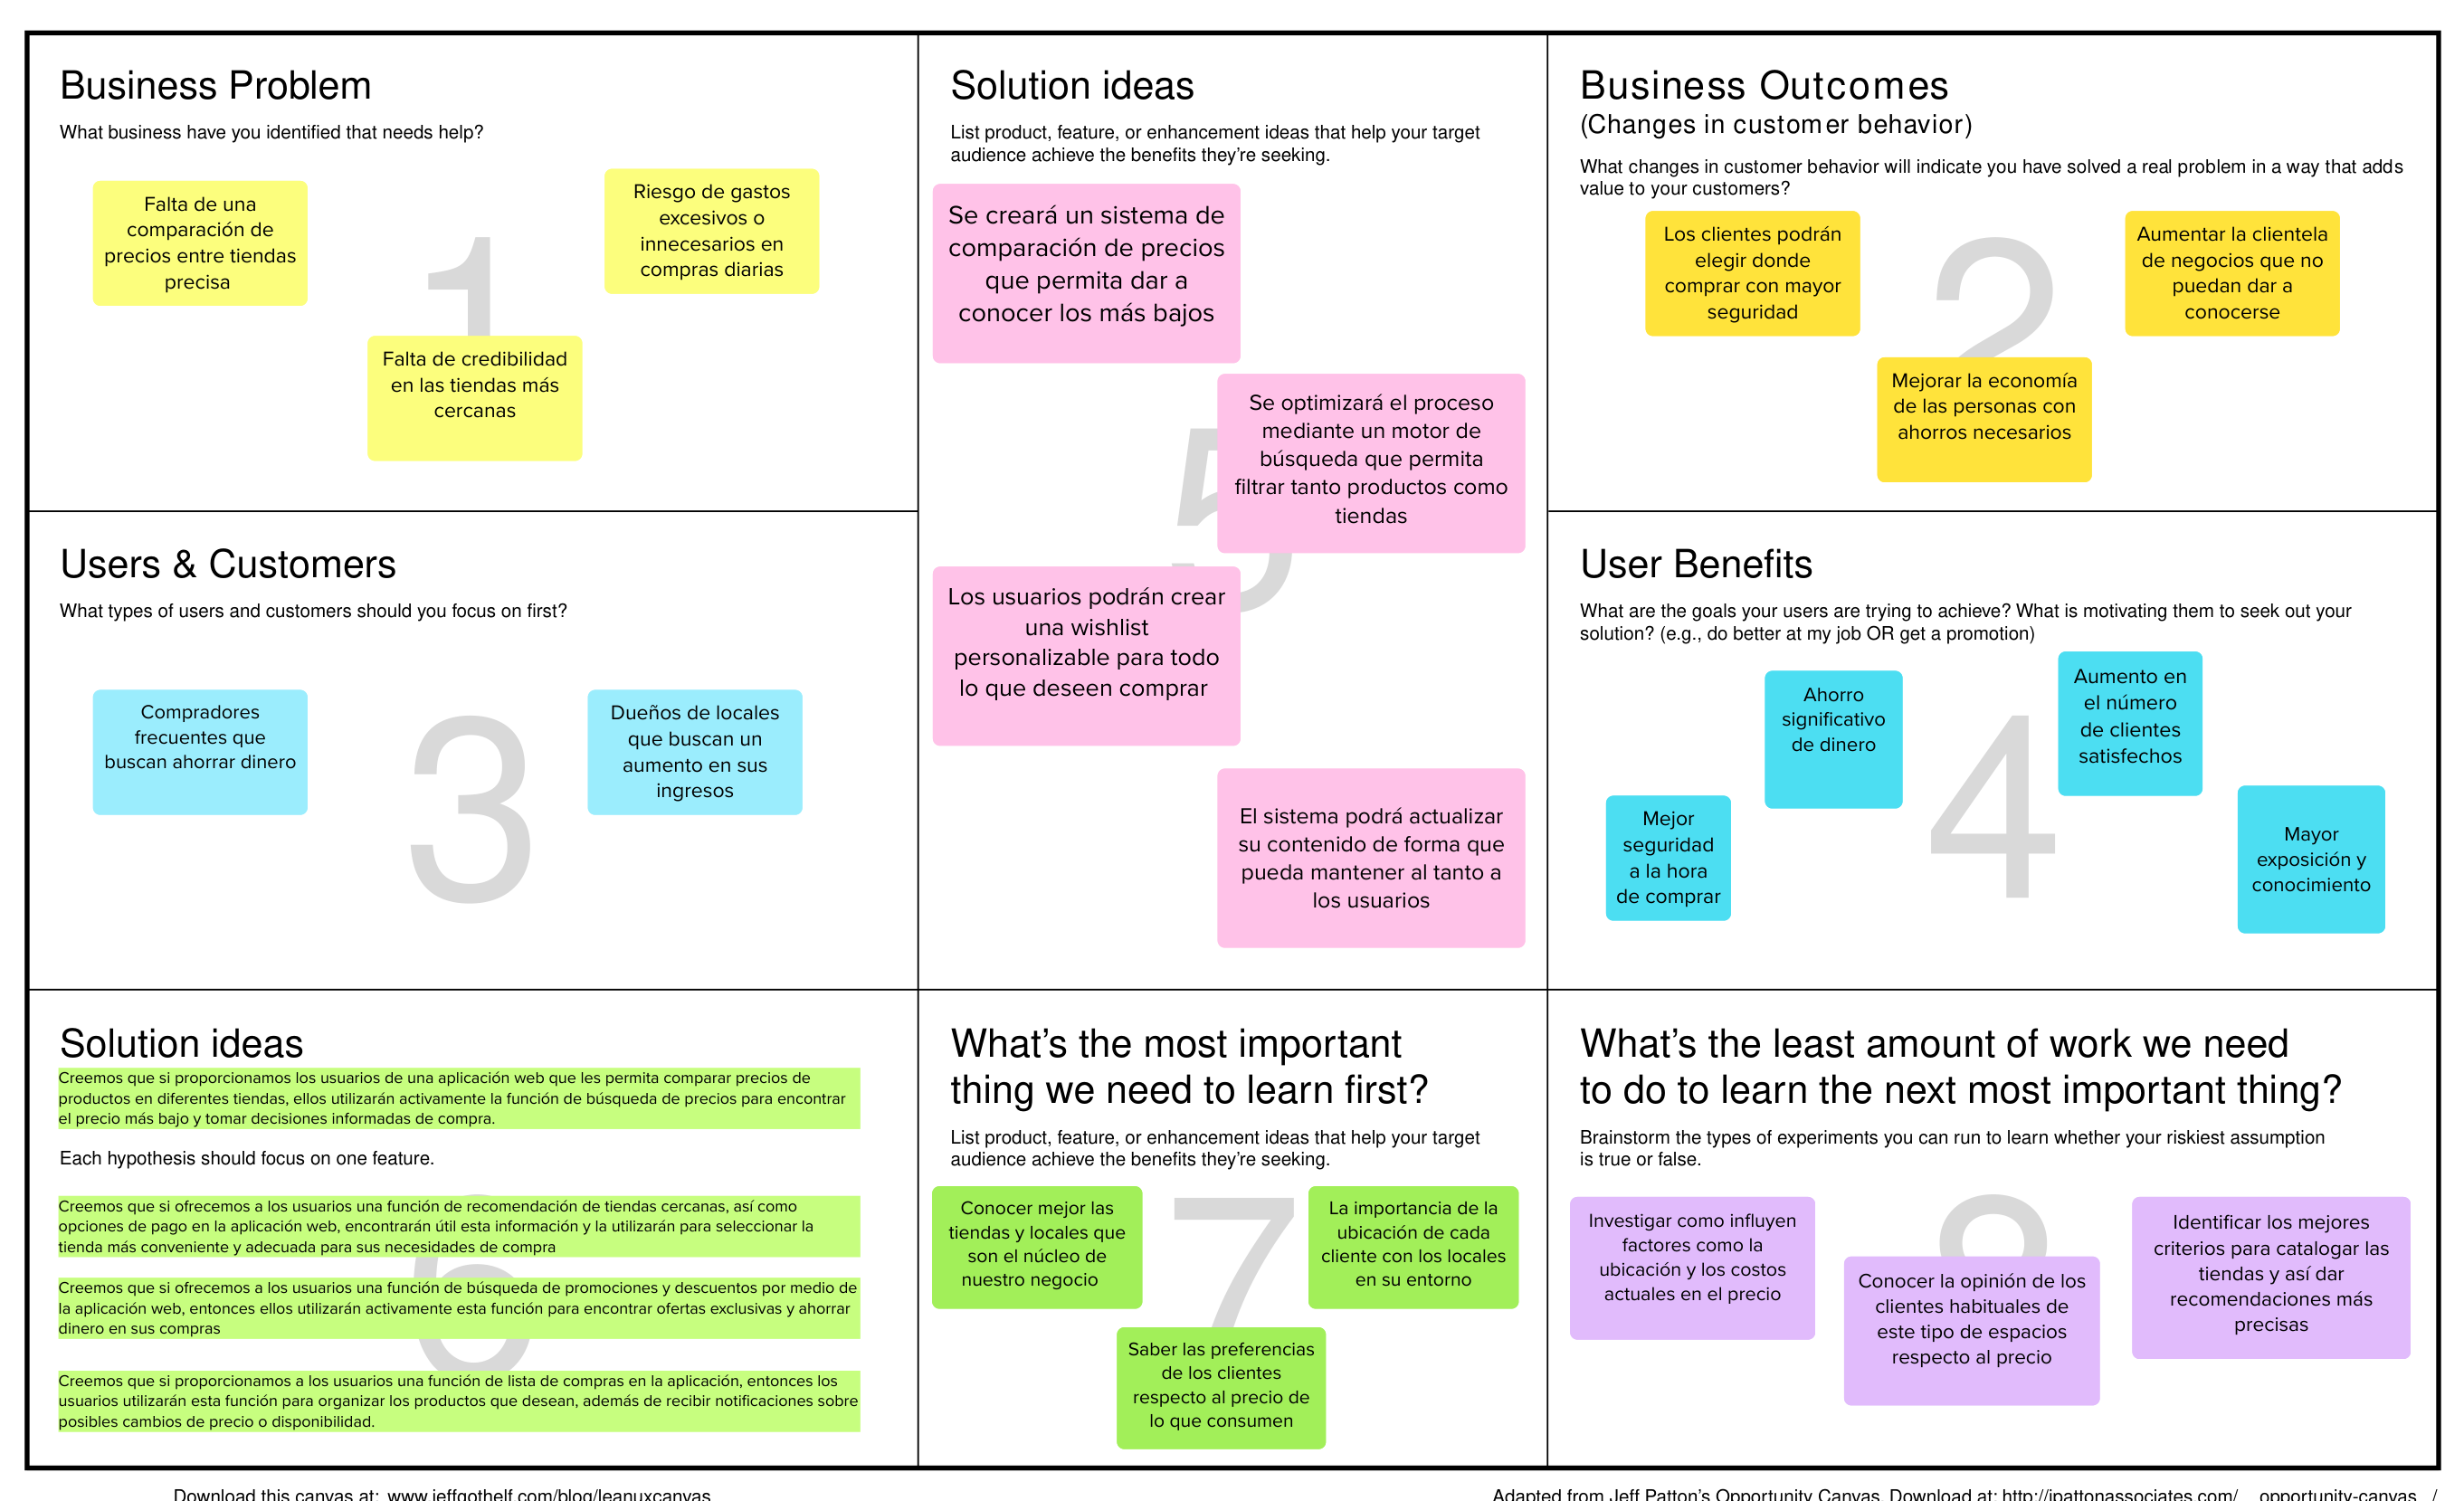 Business Problem
What business have you identified that needs help?
Falta de una
comparación de
precios entre tiendas
precisa
Riesgo de gastos
excesivos o
innecesarios en
compras diarias
1
Falta de credibilidad
en las tiendas más
cercanas
Solution ideas
List product, feature, or enhancement ideas that help your target
audience achieve the benefits they’re seeking.
Se creará un sistema de
comparación de precios
que permita dar a
conocer los más bajos
Se optimizará el proceso
mediante un motor de
búsqueda que permita
filtrar tanto productos como
tiendas
5
Los usuarios podrán crear
una wishlist
personalizable para todo
lo que deseen comprar
El sistema podrá actualizar
su contenido de forma que
pueda mantener al tanto a
los usuarios
Business Outcomes
(Changes in customer behavior)
What changes in customer behavior will indicate you have solved a real problem in a way that adds
value to your customers?
Los clientes podrán
elegir donde
comprar con mayor
seguridad
2
Aumentar la clientela
de negocios que no
puedan dar a
conocerse
Mejorar la economía
de las personas con
ahorros necesarios
Users & Customers
What types of users and customers should you focus on first?
Compradores
frecuentes que
buscan ahorrar dinero
3
Dueños de locales
que buscan un
aumento en sus
ingresos
User Benefits
What are the goals your users are trying to achieve? What is motivating them to seek out your
solution? (e.g., do better at my job OR get a promotion)
Mejor
seguridad
a la hora
de comprar
Ahorro
significativo
de dinero
4
Aumento en
el número
de clientes
satisfechos
Mayor
exposición y
conocimiento
Solution ideas
Creemos que si proporcionamos los usuarios de una aplicación web que les permita comparar precios de
productos en diferentes tiendas, ellos utilizarán activamente la función de búsqueda de precios para encontrar
el precio más bajo y tomar decisiones informadas de compra.
Each hypothesis should focus on one feature.
Creemos que si ofrecemos a los usuarios una función de recomendación de tiendas cercanas, así como
opciones de pago en la aplicación web, encontrarán útil esta información y la utilizarán para seleccionar la
tienda más conveniente y adecuada para sus necesidades de compra
6
Creemos que si ofrecemos a los usuarios una función de búsqueda de promociones y descuentos por medio de
la aplicación web, entonces ellos utilizarán activamente esta función para encontrar ofertas exclusivas y ahorrar
dinero en sus compras
Creemos que si proporcionamos a los usuarios una función de lista de compras en la aplicación, entonces los
usuarios utilizarán esta función para organizar los productos que desean, además de recibir notificaciones sobre
posibles cambios de precio o disponibilidad.
What’s the most important
thing we need to learn first?
List product, feature, or enhancement ideas that help your target
audience achieve the benefits they’re seeking.
Conocer mejor las
tiendas y locales que
son el núcleo de
nuestro negocio
7
La importancia de la
ubicación de cada
cliente con los locales
en su entorno
Saber las preferencias
de los clientes
respecto al precio de
lo que consumen
What’s the least amount of work we need
to do to learn the next most important thing?
Brainstorm the types of experiments you can run to learn whether your riskiest assumption
is true or false.
Investigar como influyen
factores como la
ubicación y los costos
actuales en el precio
8
Conocer la opinión de los
clientes habituales de
este tipo de espacios
respecto al precio
Identificar los mejores
criterios para catalogar las
tiendas y así dar
recomendaciones más
precisas
Download this canvas at: www.jeffgothelf.com/blog/leanuxcanvas
Adapted from Jeff Patton’s Opportunity Canvas. Download at: http://jpattonassociates.com/ opportunity-canvas /